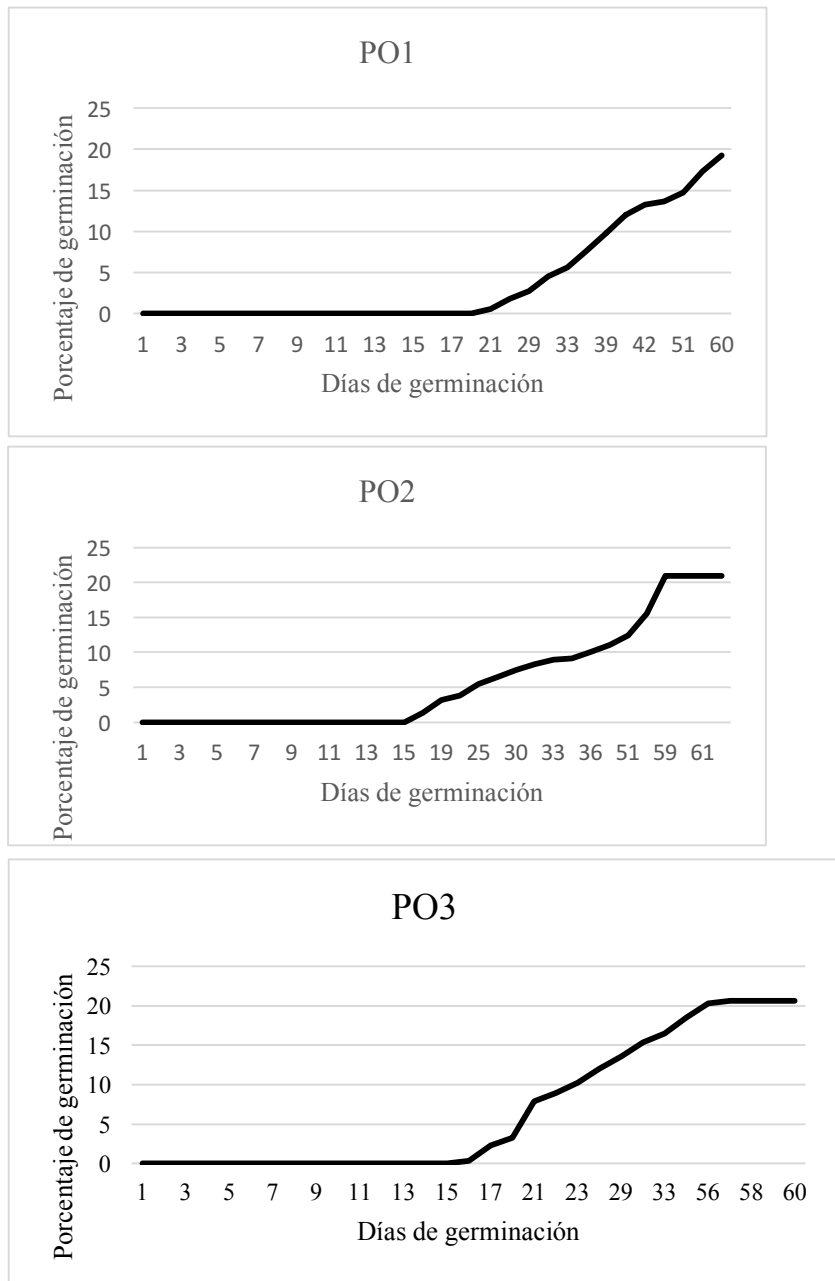 PO1
Porcentaje de germinación
25
20
15
10
5
0
1 3 5 7 9 11 13 15 17 21 29 33 39 42 51 60
Días de germinación
PO2
Porcentaje de germinación
25
20
15
10
5
0
1 3 5 7 9 11 13 15 19 25 30 33 36 51 59 61
Días de germinación
PO3
Porcentaje de germinación
25
20
15
10
5
0
1 3 5 7 9 11 13 15 17 21 23 29 33 56 58 60
Días de germinación